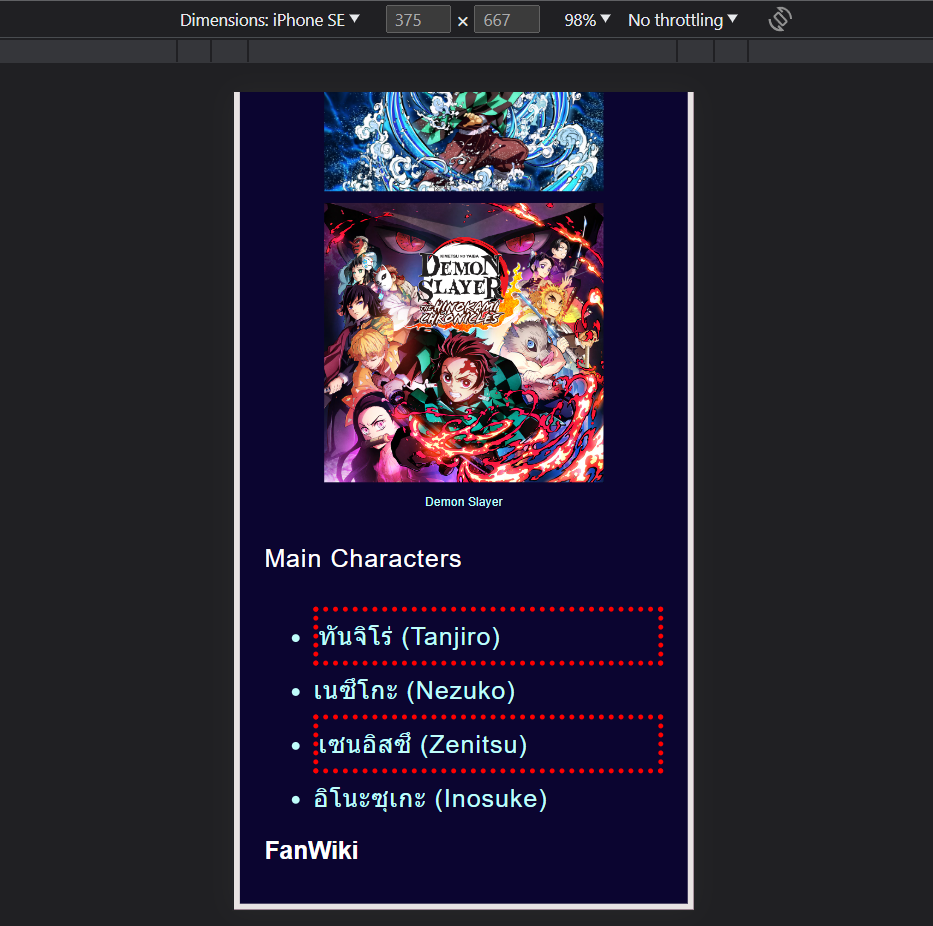 Dimensions: iPhone SE 375 × 667 98% No throttling
KIMETSU NO YAIBA
DEMON
SLAYER
THE HINOKAMI
CHRONICLES
Demon Slayer
Main Characters
• ทันจิโร่ (Tanjiro)
• เนซึโกะ (Nezuko)
• เซนอิสซึ (Zenitsu)
• อิโนะซุเกะ (Inosuke)
FanWiki